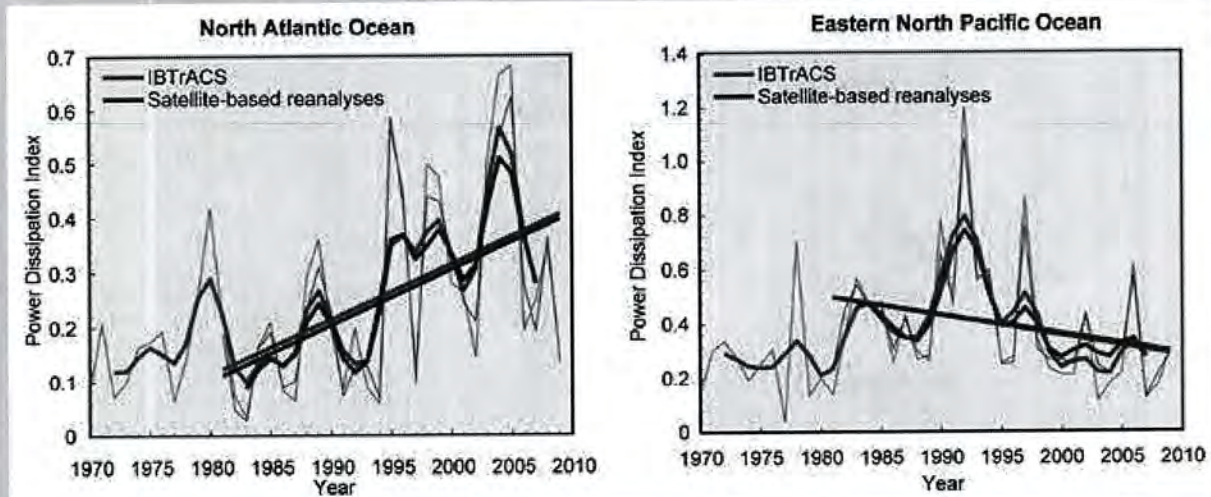 North Atlantic Ocean
0.7
0.6
0.5
0.4
0.3
0.2
0.1
0
Power Dissipation Index
IBTrACS
Satellite-based reanalyses
1970 1975 1980 1985 1990 1995 2000 2005 2010
Year
Eastern North Pacific Ocean
1.4
1.2
1.0
0.8
0.6
0.4
0.2
0
Power Dissipation Index
IBTrACS
Satellite-based reanalyses
1970 1975 1980 1985 1990 1995 2000 2005 2010
Year